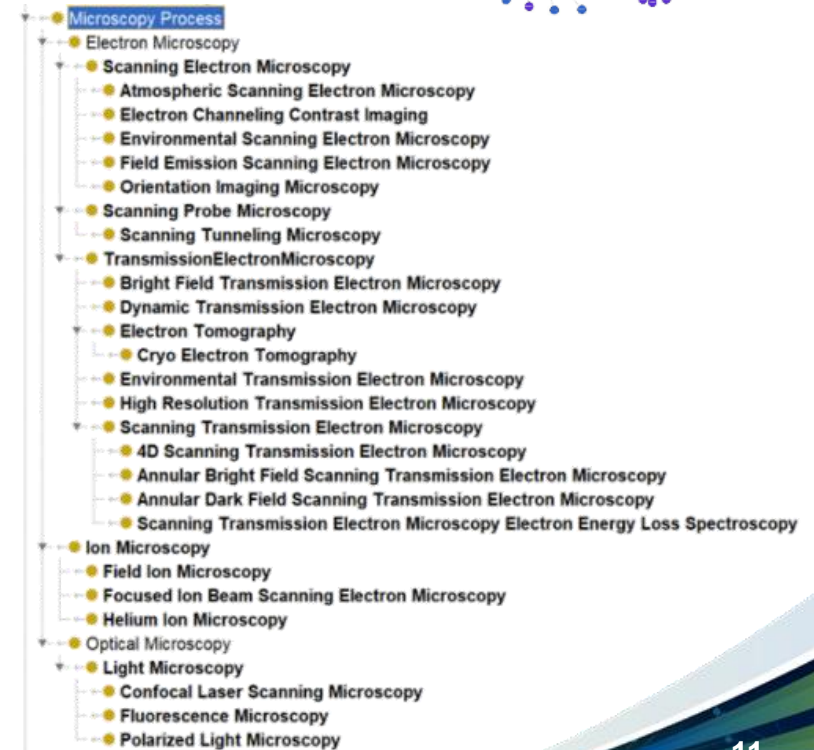 Microscopy Process
Electron Microscopy
Scanning Electron Microscopy
Atmospheric Scanning Electron Microscopy
Electron Channeling Contrast Imaging
Environmental Scanning Electron Microscopy
Field Emission Scanning Electron Microscopy
Orientation Imaging Microscopy
Scanning Probe Microscopy
Scanning Tunneling Microscopy
TransmissionElectronMicroscopy
Bright Field Transmission Electron Microscopy
Dynamic Transmission Electron Microscopy
Electron Tomography
Cryo Electron Tomography
Environmental Transmission Electron Microscopy
High Resolution Transmission Electron Microscopy
Scanning Transmission Electron Microscopy
4D Scanning Transmission Electron Microscopy
Annular Bright Field Scanning Transmission Electron Microscopy
Annular Dark Field Scanning Transmission Electron Microscopy
Scanning Transmission Electron Microscopy Electron Energy Loss Spectroscopy
Ion Microscopy
Field Ion Microscopy
Focused Ion Beam Scanning Electron Microscopy
Helium Ion Microscopy
Optical Microscopy
Light Microscopy
Confocal Laser Scanning Microscopy
Fluorescence Microscopy
Polarized Light Microscopy
11